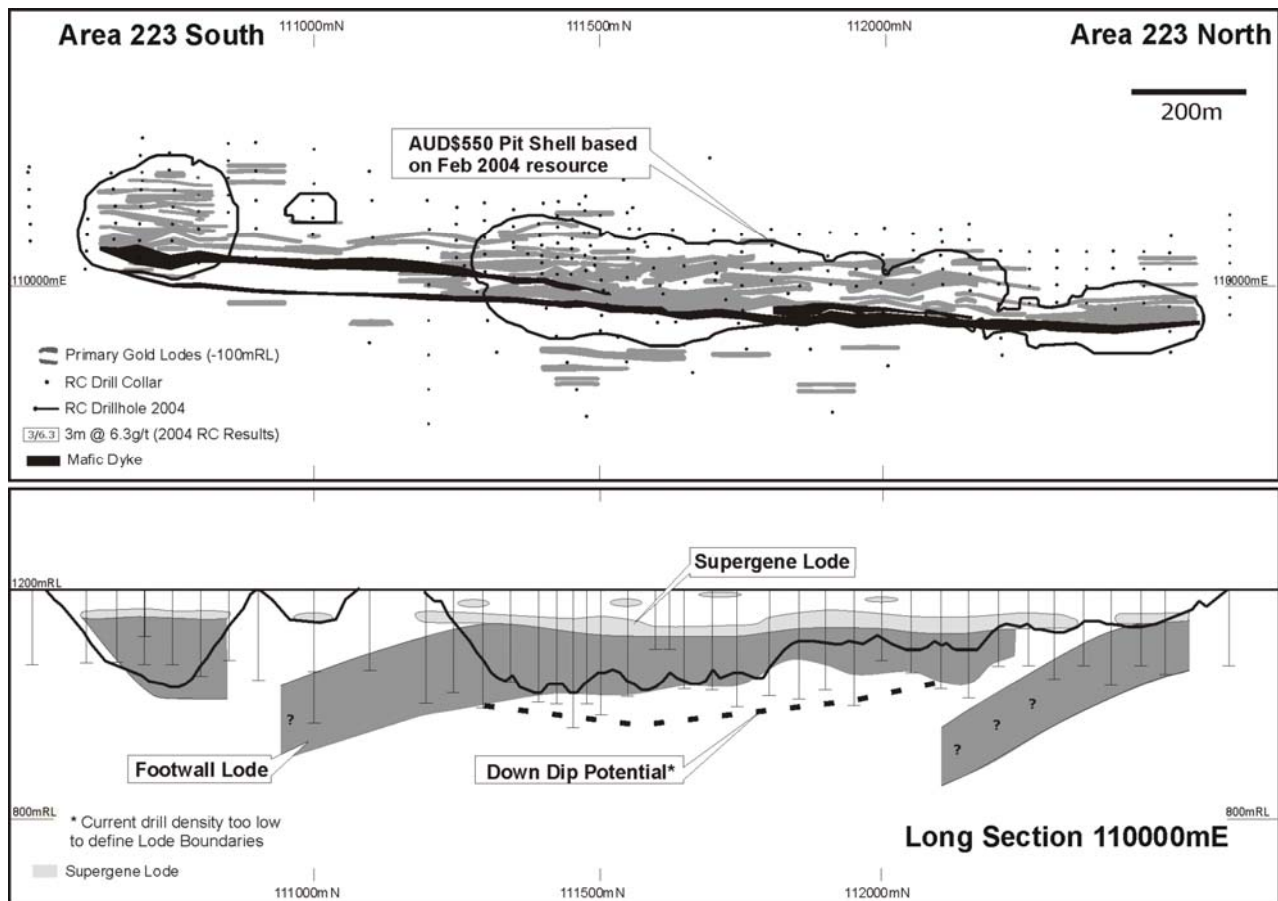 Area 223 South
111000mN
111500mN
112000mN
Area 223 North
200m
AUD$550 Pit Shell based
on Feb 2004 resource
110000mE
110000mE
Primary Gold Lodes (-100mRL)
RC Drill Collar
RC Drillhole 2004
3/6.3 3m @ 6.3g/t (2004 RC Results)
Mafic Dyke
Supergene Lode
1200mRL
1200mRL
?
? ? ?
Footwall Lode
Down Dip Potential*
800mRL
800mRL
* Current drill density too low
to define Lode Boundaries
Long Section 110000mE
Supergene Lode
111000mN
111500mN
112000mN